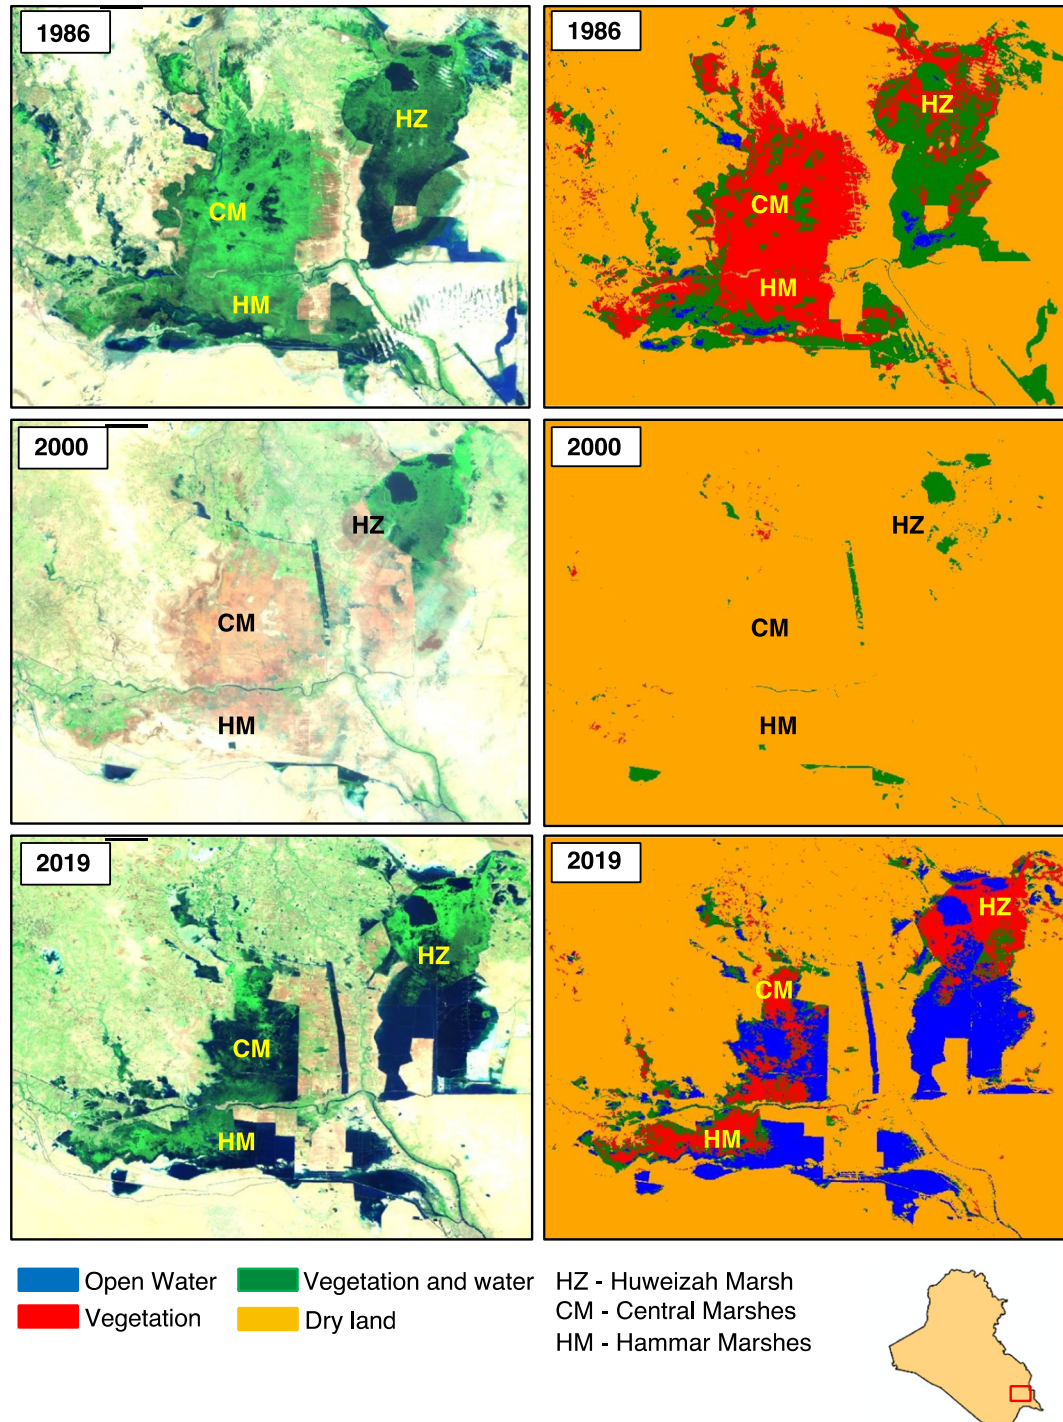 1986
HZ
CM
HM
1986
HZ
CM
HM
2000
HZ
CM
HM
2000
HZ
CM
HM
2019
HZ
CM
HM
2019
HZ
CM
HM
Open Water
Vegetation and water
HZ - Huweizah Marsh
Vegetation
Dry land
CM - Central Marshes
HM - Hammar Marshes